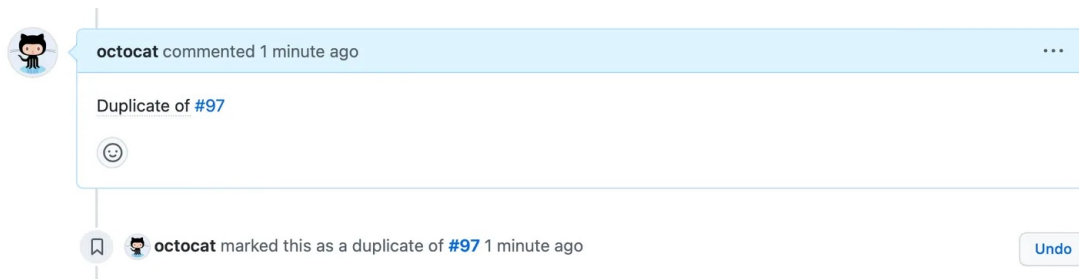 octocat commented 1 minute ago
Duplicate of #97
octocat marked this as a duplicate of #97 1 minute ago
Undo